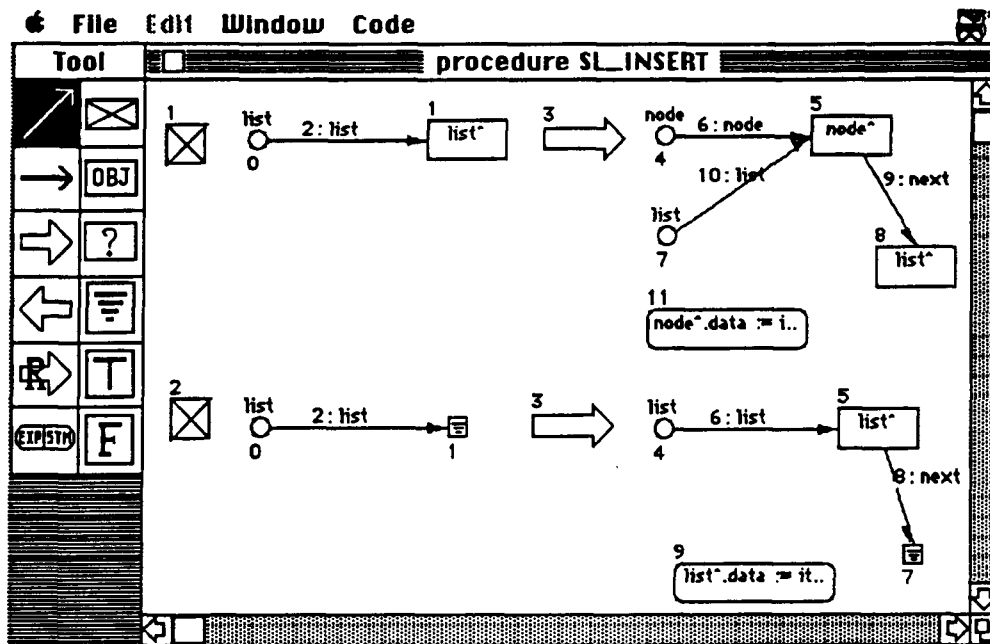 File Edit Window Code
Tool
procedure SL_INSERT
OBJ
?
R
T
EXP STM
F
1
list
0
2: list
1
list^
3
node
4
6: node
5
node^
10: list
9: next
list
7
8
list^
11
node^.data := i..
2
list
0
2: list
1
3
list
4
6: list
5
list^
8: next
7
9
list^.data := it..